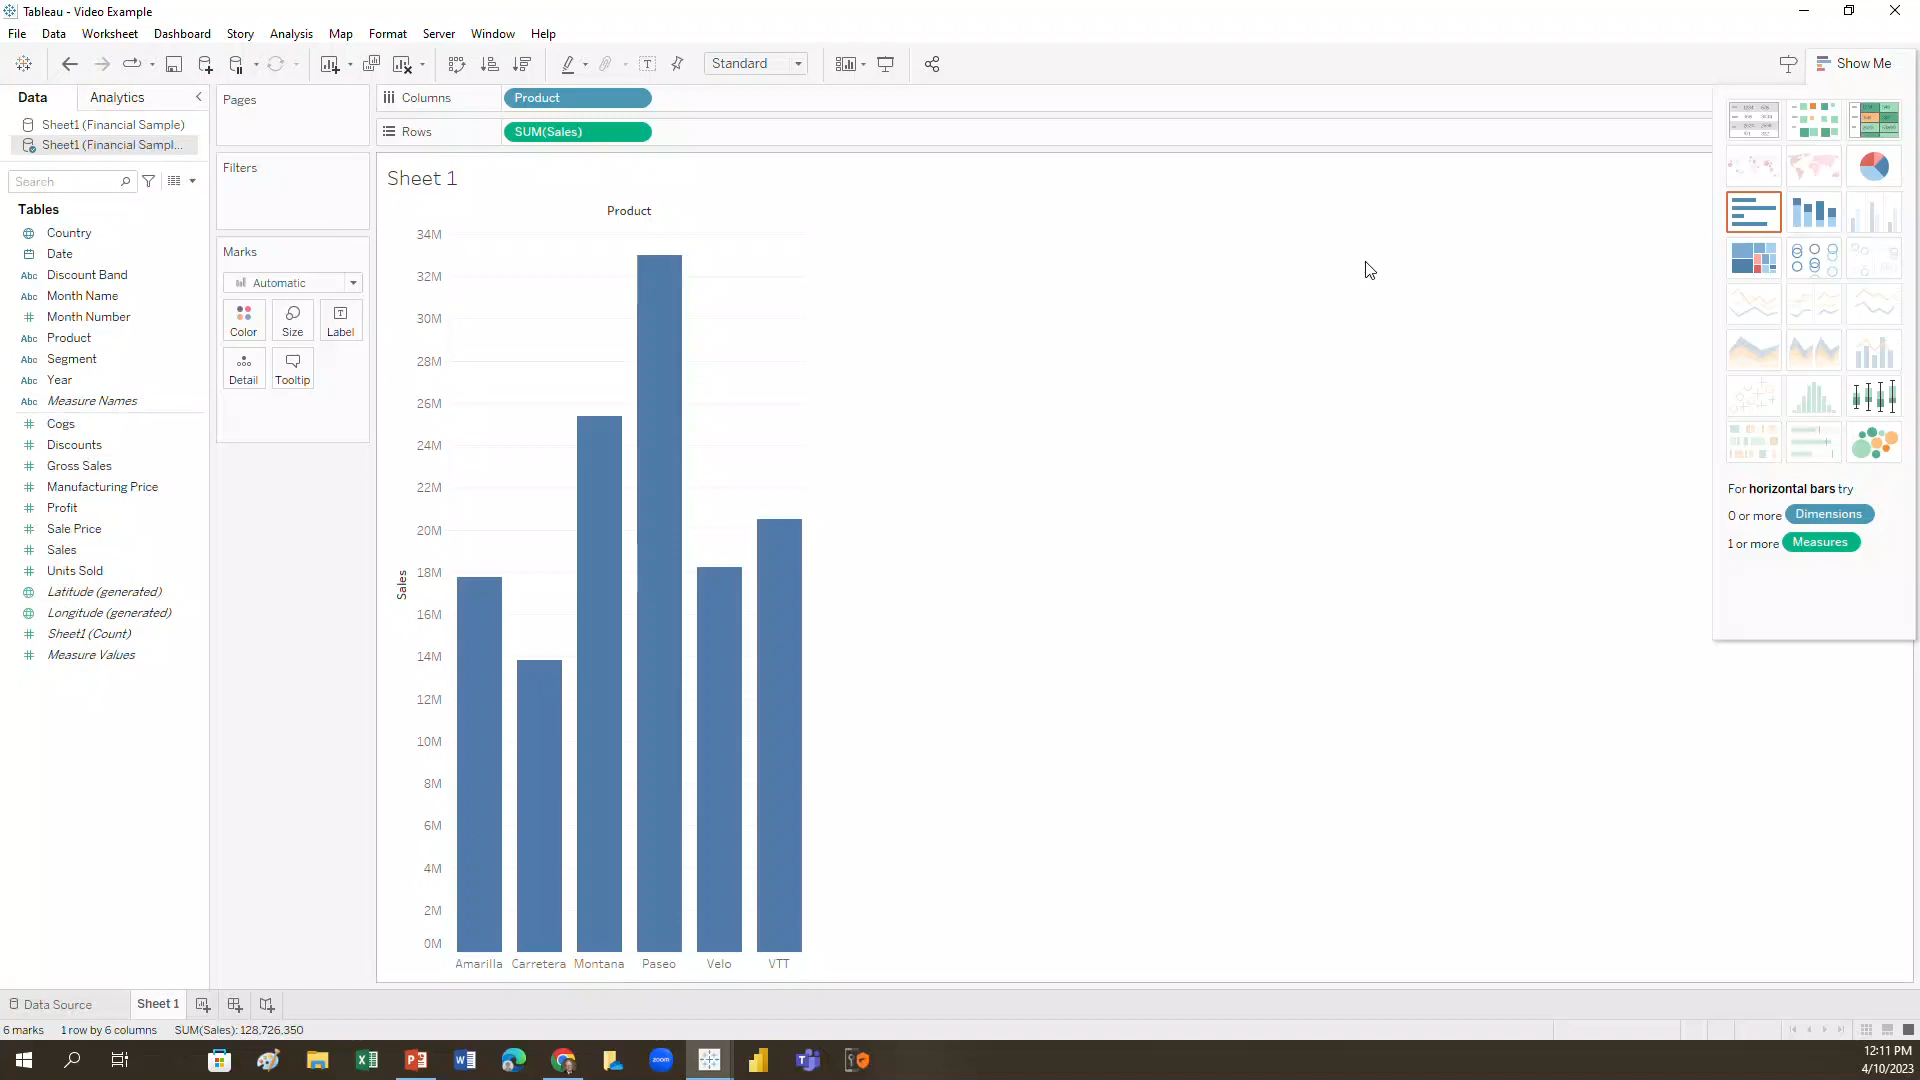 Tableau - Video Example
File Data Worksheet Dashboard Story Analysis Map Format Server Window Help
Standard
Show Me
Data Analytics
Sheet1 (Financial Sample)
Sheet1 (Financial Sampl...
Search
Tables
Country
Date
Abc Discount Band
Abc Month Name
# Month Number
Abc Product
Abc Segment
Abc Year
Abc Measure Names
# Cogs
# Discounts
# Gross Sales
# Manufacturing Price
# Profit
# Sale Price
# Sales
# Units Sold
Latitude (generated)
Longitude (generated)
# Sheet1 (Count)
# Measure Values
Pages
Filters
Marks
Automatic
Color Size Label
Detail Tooltip
Columns Product
Rows SUM(Sales)
Sheet 1
Product
34M
32M
30M
28M
26M
24M
22M
20M
18M
16M
14M
12M
10M
8M
6M
4M
2M
0M
Sales
Amarilla Carretera Montana Paseo Velo VTT
For horizontal bars try
0 or more Dimensions
1 or more Measures
Data Source Sheet 1
6 marks 1 row by 6 columns SUM(Sales): 128,726,350
zoom
12:11 PM
4/10/2023